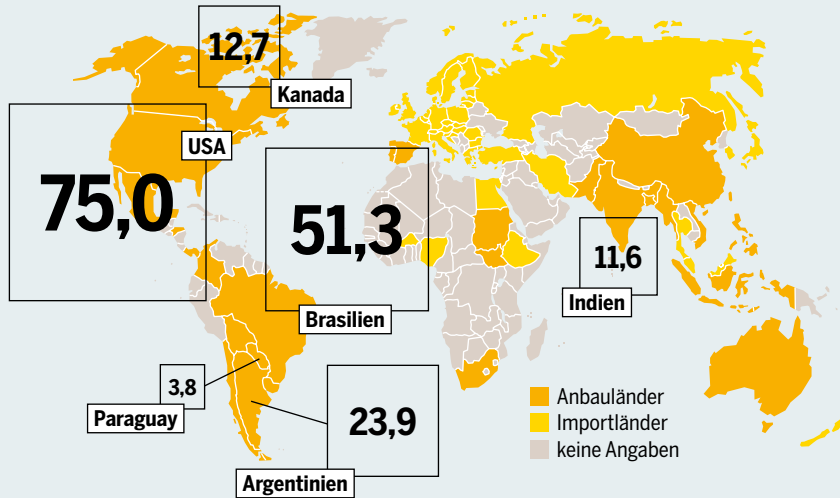 12,7
Kanada
USA
75,0
51,3
Brasilien
11,6
Indien
3,8
Paraguay
23,9
Argentinien
Anbauländer
Importländer
keine Angaben